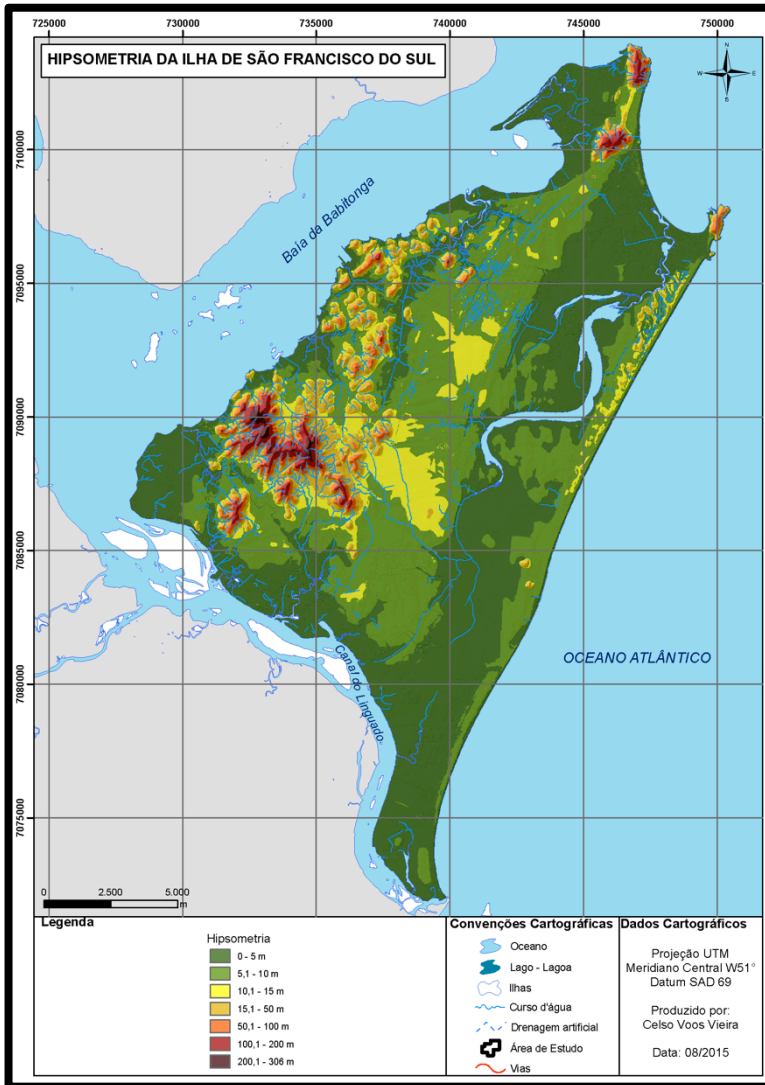 725000 730000 735000 740000 745000 750000
HIPSOMETRIA DA ILHA DE SÃO FRANCISCO DO SUL
N
W E
S
7100000
7095000
7090000
7085000
7080000
7075000
Baía da Babitonga
OCEANO ATLÂNTICO
Canal do Linguado
0 2.500 5.000
m
Legenda
Hipsometria
0 - 5 m
5,1 - 10 m
10,1 - 15 m
15,1 - 50 m
50,1 - 100 m
100,1 - 200 m
200,1 - 306 m
Convenções Cartográficas
Oceano
Lago - Lagoa
Ilhas
Curso d'água
Drenagem artificial
Área de Estudo
Vias
Dados Cartográficos
Projeção UTM
Meridiano Central W51°
Datum SAD 69
Produzido por:
Celso Voos Vieira
Data: 08/2015